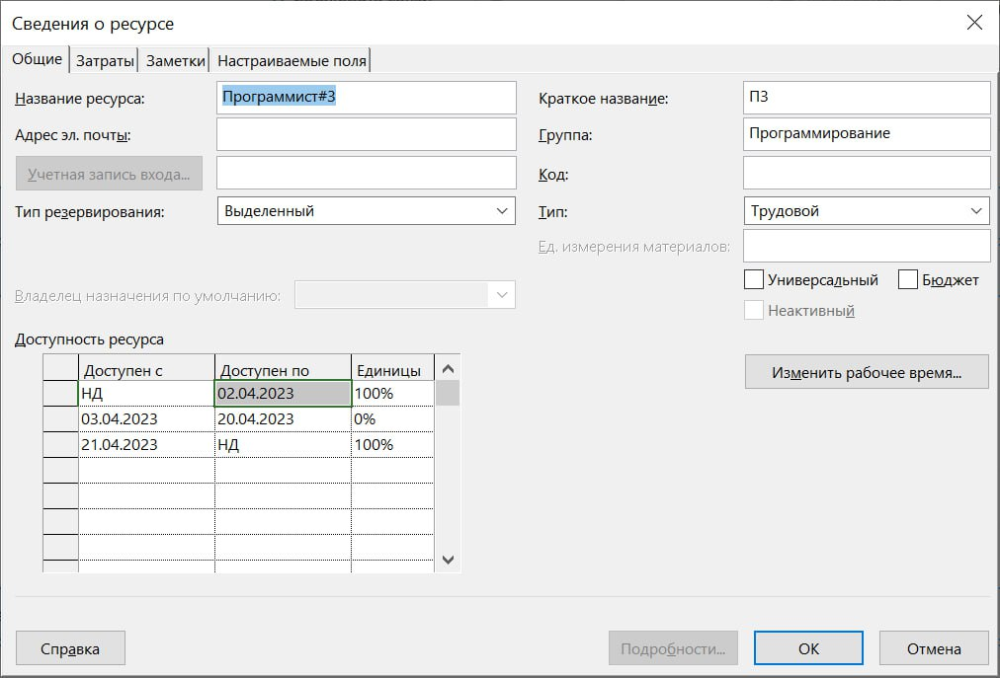 Сведения о ресурсе
Общие Затраты Заметки Настраиваемые поля
Название ресурса: Программист#3 Краткое название: П3
Адрес эл. почты: Группа: Программирование
Учетная запись входа... Код:
Тип резервирования: Выделенный Тип: Трудовой
Ед. измерения материалов:
Универсальный Бюджет
Владелец назначения по умолчанию:
Неактивный
Доступность ресурса
Доступен с Доступен по Единицы Изменить рабочее время...
НД 02.04.2023 100%
03.04.2023 20.04.2023 0%
21.04.2023 НД 100%
Справка Подробности... ОК Отмена